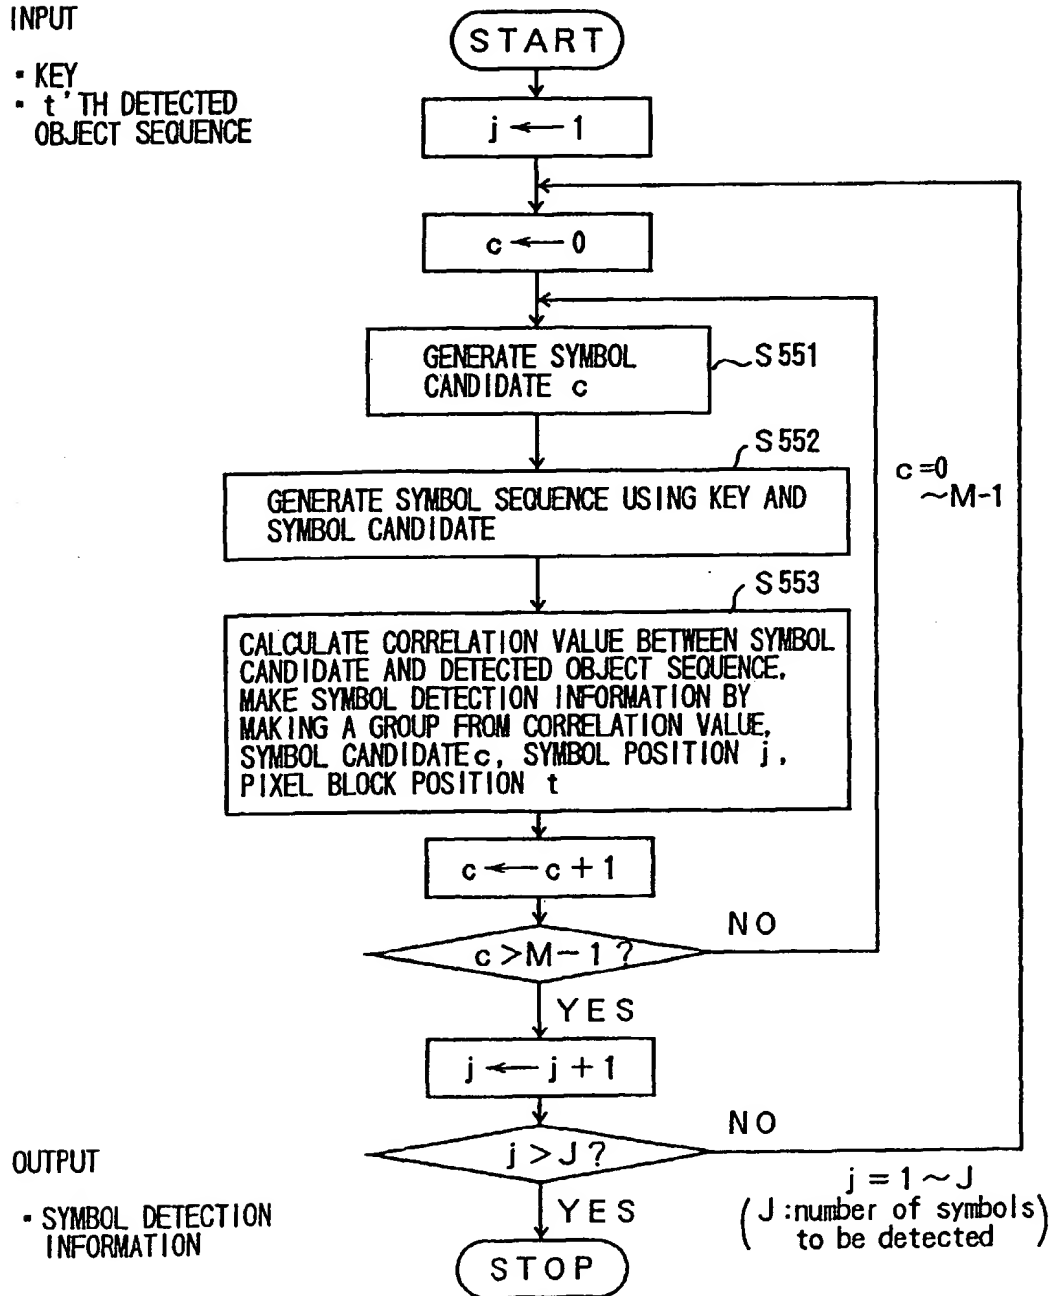 INPUT
・KEY
・t'TH DETECTED
OBJECT SEQUENCE
START
j ← 1
c ← 0
GENERATE SYMBOL
CANDIDATE c
S551
S552
GENERATE SYMBOL SEQUENCE USING KEY AND
SYMBOL CANDIDATE
c=0
~M-1
S553
CALCULATE CORRELATION VALUE BETWEEN SYMBOL
CANDIDATE AND DETECTED OBJECT SEQUENCE,
MAKE SYMBOL DETECTION INFORMATION BY
MAKING A GROUP FROM CORRELATION VALUE,
SYMBOL CANDIDATE c, SYMBOL POSITION j,
PIXEL BLOCK POSITION t
c ← c + 1
c > M - 1 ?
NO
YES
j ← j + 1
j > J ?
NO
YES
j = 1 ~ J
(J : number of symbols
to be detected)
STOP
OUTPUT
・SYMBOL DETECTION
INFORMATION